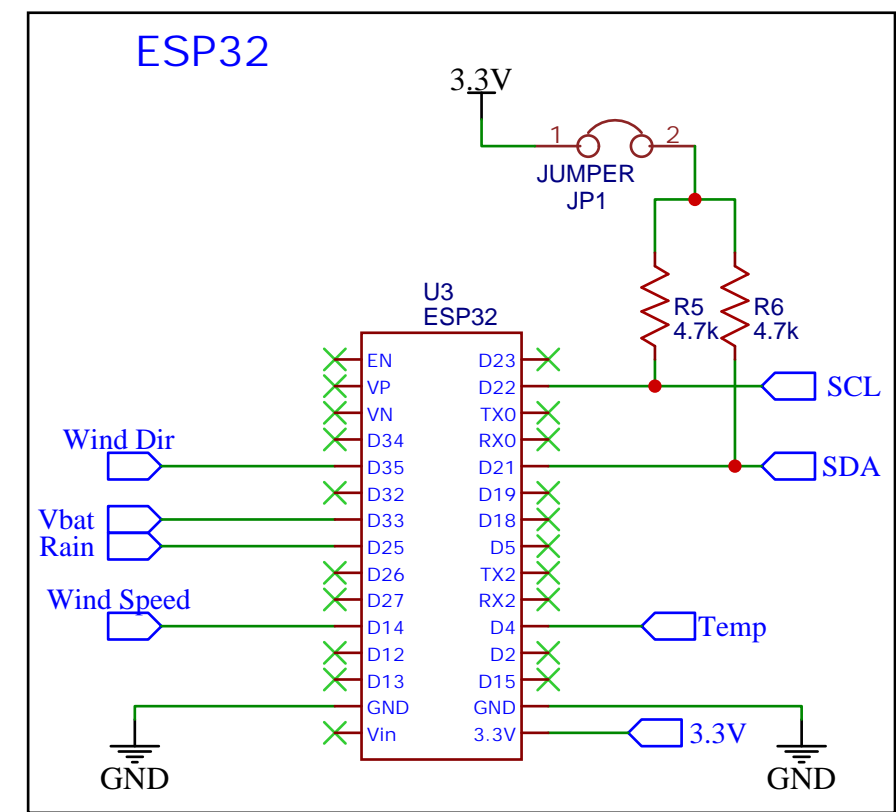 ESP32
3.3V
1 2
JUMPER
JP1
U3
ESP32
R5
4.7k
R6
4.7k
EN D23
VP D22 SCL
VN TX0
D34 RX0
Wind Dir D35 D21 SDA
D32 D19
Vbat D33 D18
Rain D25 D5
D26 TX2
D27 RX2
Wind Speed D14 D4 Temp
D12 D2
D13 D15
GND GND
Vin 3.3V 3.3V
GND GND